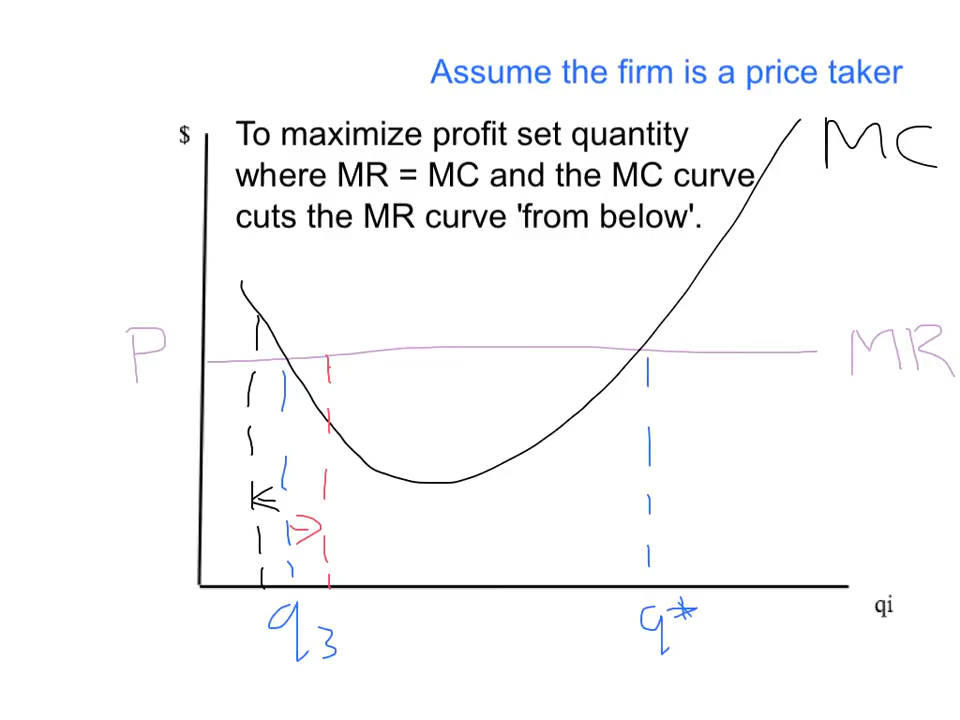 Assume the firm is a price taker
$
To maximize profit set quantity
where MR = MC and the MC curve
cuts the MR curve 'from below'.
MC
P
MR
qi
q3
q*